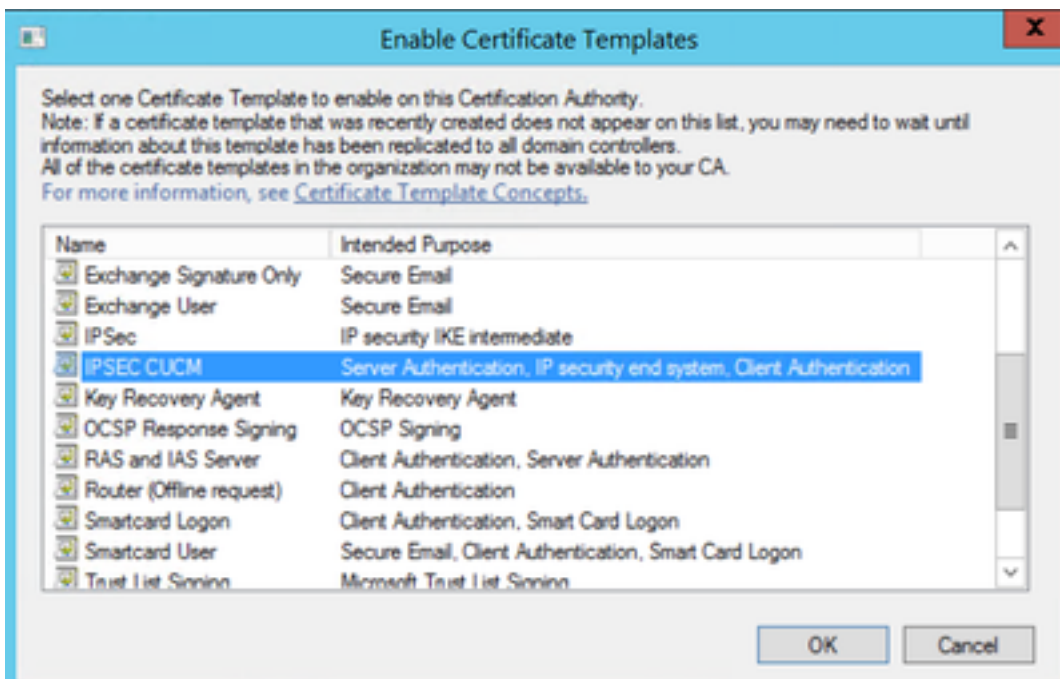 Enable Certificate Templates
x
Select one Certificate Template to enable on this Certification Authority.
Note: If a certificate template that was recently created does not appear on this list, you may need to wait until
information about this template has been replicated to all domain controllers.
All of the certificate templates in the organization may not be available to your CA.
For more information, see Certificate Template Concepts.
Name Intended Purpose
Exchange Signature Only Secure Email
Exchange User Secure Email
IPSec IP security IKE intermediate
IPSEC CUCM Server Authentication, IP security end system, Client Authentication
Key Recovery Agent Key Recovery Agent
OCSP Response Signing OCSP Signing
RAS and IAS Server Client Authentication, Server Authentication
Router (Offline request) Client Authentication
Smartcard Logon Client Authentication, Smart Card Logon
Smartcard User Secure Email, Client Authentication, Smart Card Logon
Trust List Signing Microsoft Trust List Signing
OK Cancel